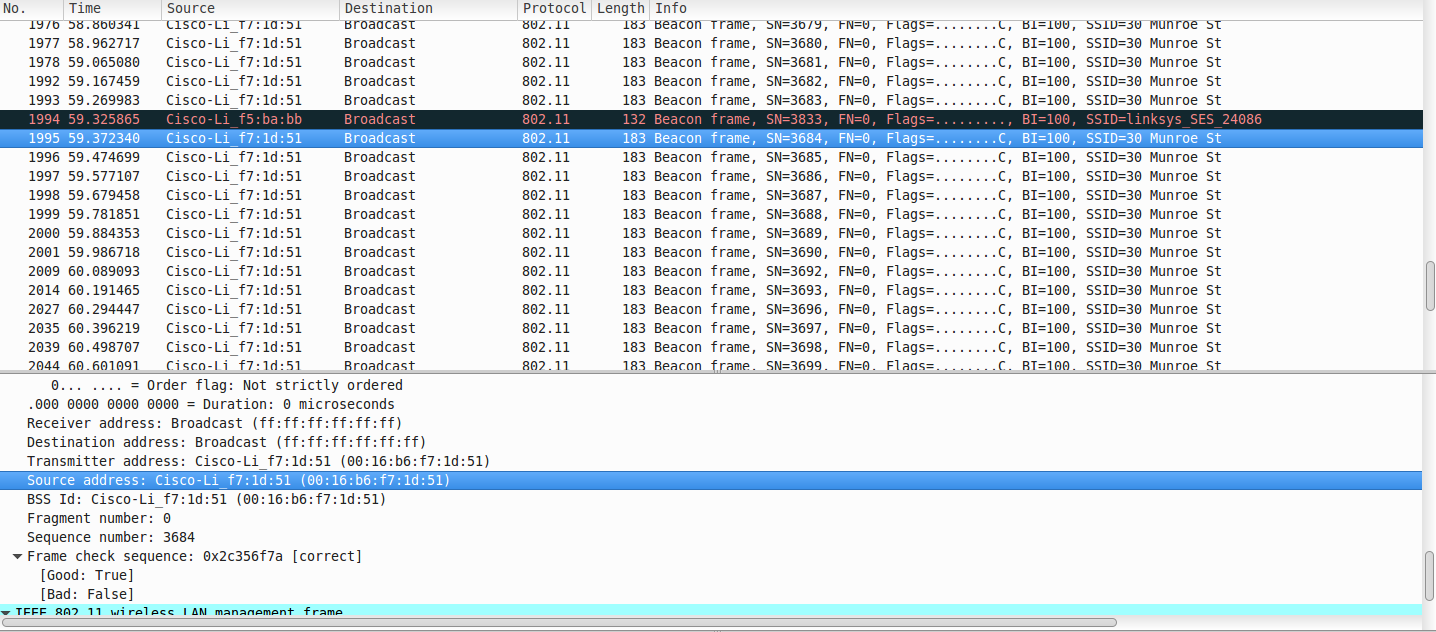 No. Time Source Destination Protocol Length Info
1976 58.860341 Cisco-Li_f7:1d:51 Broadcast 802.11 183 Beacon frame, SN=3679, FN=0, Flags=........C, BI=100, SSID=30 Munroe St
1977 58.962717 Cisco-Li_f7:1d:51 Broadcast 802.11 183 Beacon frame, SN=3680, FN=0, Flags=........C, BI=100, SSID=30 Munroe St
1978 59.065080 Cisco-Li_f7:1d:51 Broadcast 802.11 183 Beacon frame, SN=3681, FN=0, Flags=........C, BI=100, SSID=30 Munroe St
1992 59.167459 Cisco-Li_f7:1d:51 Broadcast 802.11 183 Beacon frame, SN=3682, FN=0, Flags=........C, BI=100, SSID=30 Munroe St
1993 59.269983 Cisco-Li_f7:1d:51 Broadcast 802.11 183 Beacon frame, SN=3683, FN=0, Flags=........C, BI=100, SSID=30 Munroe St
1994 59.325865 Cisco-Li_f5:ba:bb Broadcast 802.11 132 Beacon frame, SN=3833, FN=0, Flags=........., BI=100, SSID=linksys_SES_24086
1995 59.372340 Cisco-Li_f7:1d:51 Broadcast 802.11 183 Beacon frame, SN=3684, FN=0, Flags=........C, BI=100, SSID=30 Munroe St
1996 59.474699 Cisco-Li_f7:1d:51 Broadcast 802.11 183 Beacon frame, SN=3685, FN=0, Flags=........C, BI=100, SSID=30 Munroe St
1997 59.577107 Cisco-Li_f7:1d:51 Broadcast 802.11 183 Beacon frame, SN=3686, FN=0, Flags=........C, BI=100, SSID=30 Munroe St
1998 59.679458 Cisco-Li_f7:1d:51 Broadcast 802.11 183 Beacon frame, SN=3687, FN=0, Flags=........C, BI=100, SSID=30 Munroe St
1999 59.781851 Cisco-Li_f7:1d:51 Broadcast 802.11 183 Beacon frame, SN=3688, FN=0, Flags=........C, BI=100, SSID=30 Munroe St
2000 59.884353 Cisco-Li_f7:1d:51 Broadcast 802.11 183 Beacon frame, SN=3689, FN=0, Flags=........C, BI=100, SSID=30 Munroe St
2001 59.986718 Cisco-Li_f7:1d:51 Broadcast 802.11 183 Beacon frame, SN=3690, FN=0, Flags=........C, BI=100, SSID=30 Munroe St
2009 60.089093 Cisco-Li_f7:1d:51 Broadcast 802.11 183 Beacon frame, SN=3692, FN=0, Flags=........C, BI=100, SSID=30 Munroe St
2014 60.191465 Cisco-Li_f7:1d:51 Broadcast 802.11 183 Beacon frame, SN=3693, FN=0, Flags=........C, BI=100, SSID=30 Munroe St
2027 60.294447 Cisco-Li_f7:1d:51 Broadcast 802.11 183 Beacon frame, SN=3696, FN=0, Flags=........C, BI=100, SSID=30 Munroe St
2035 60.396219 Cisco-Li_f7:1d:51 Broadcast 802.11 183 Beacon frame, SN=3697, FN=0, Flags=........C, BI=100, SSID=30 Munroe St
2039 60.498707 Cisco-Li_f7:1d:51 Broadcast 802.11 183 Beacon frame, SN=3698, FN=0, Flags=........C, BI=100, SSID=30 Munroe St
2044 60.601091 Cisco-Li_f7:1d:51 Broadcast 802.11 183 Beacon frame, SN=3699, FN=0, Flags=........C, BI=100, SSID=30 Munroe St
0... .... = Order flag: Not strictly ordered
.000 0000 0000 0000 = Duration: 0 microseconds
Receiver address: Broadcast (ff:ff:ff:ff:ff:ff)
Destination address: Broadcast (ff:ff:ff:ff:ff:ff)
Transmitter address: Cisco-Li_f7:1d:51 (00:16:b6:f7:1d:51)
Source address: Cisco-Li_f7:1d:51 (00:16:b6:f7:1d:51)
BSS Id: Cisco-Li_f7:1d:51 (00:16:b6:f7:1d:51)
Fragment number: 0
Sequence number: 3684
Frame check sequence: 0x2c356f7a [correct]
[Good: True]
[Bad: False]
IEEE 802.11 wireless LAN management frame